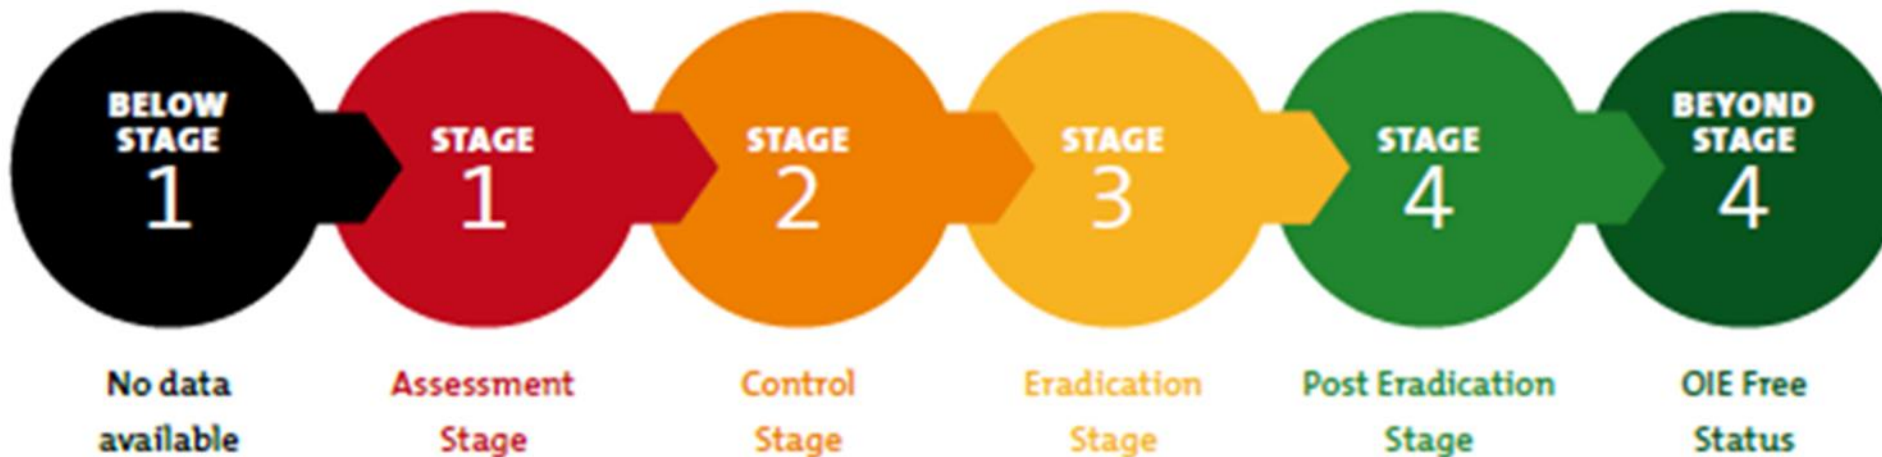 BELOW
STAGE
1
STAGE
1
STAGE
2
STAGE
3
STAGE
4
BEYOND
STAGE
4
No data
available
Assessment
Stage
Control
Stage
Eradication
Stage
Post Eradication
Stage
OIE Free
Status